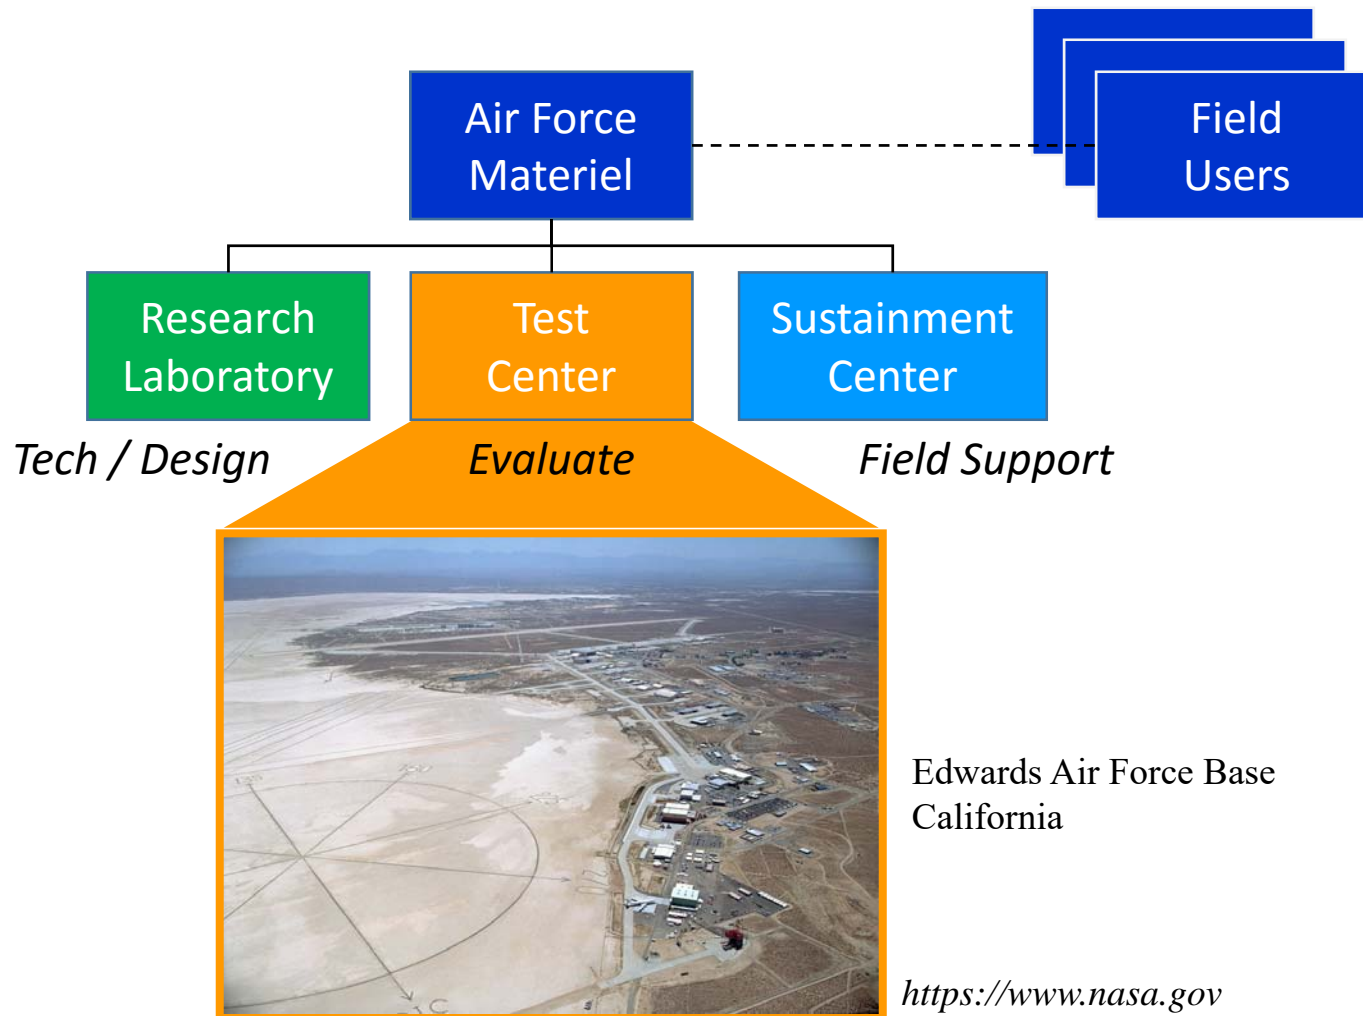 Air Force
Materiel
Field
Users
Research
Laboratory
Test
Center
Sustainment
Center
Tech / Design
Evaluate
Field Support
Edwards Air Force Base
California
https://www.nasa.gov